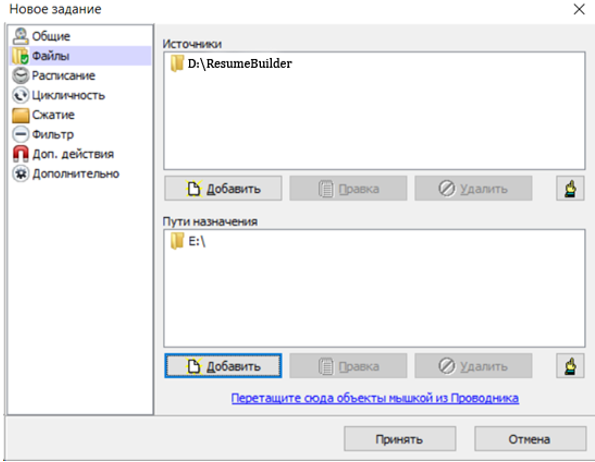 Новое задание
Общие
Файлы
Расписание
Цикличность
Сжатие
Фильтр
Доп. действия
Дополнительно
Источники
D:\ResumeBuilder
Добавить
Правка
Удалить
Пути назначения
E:\
Добавить
Правка
Удалить
Перетащите сюда объекты мышкой из Проводника
Принять
Отмена